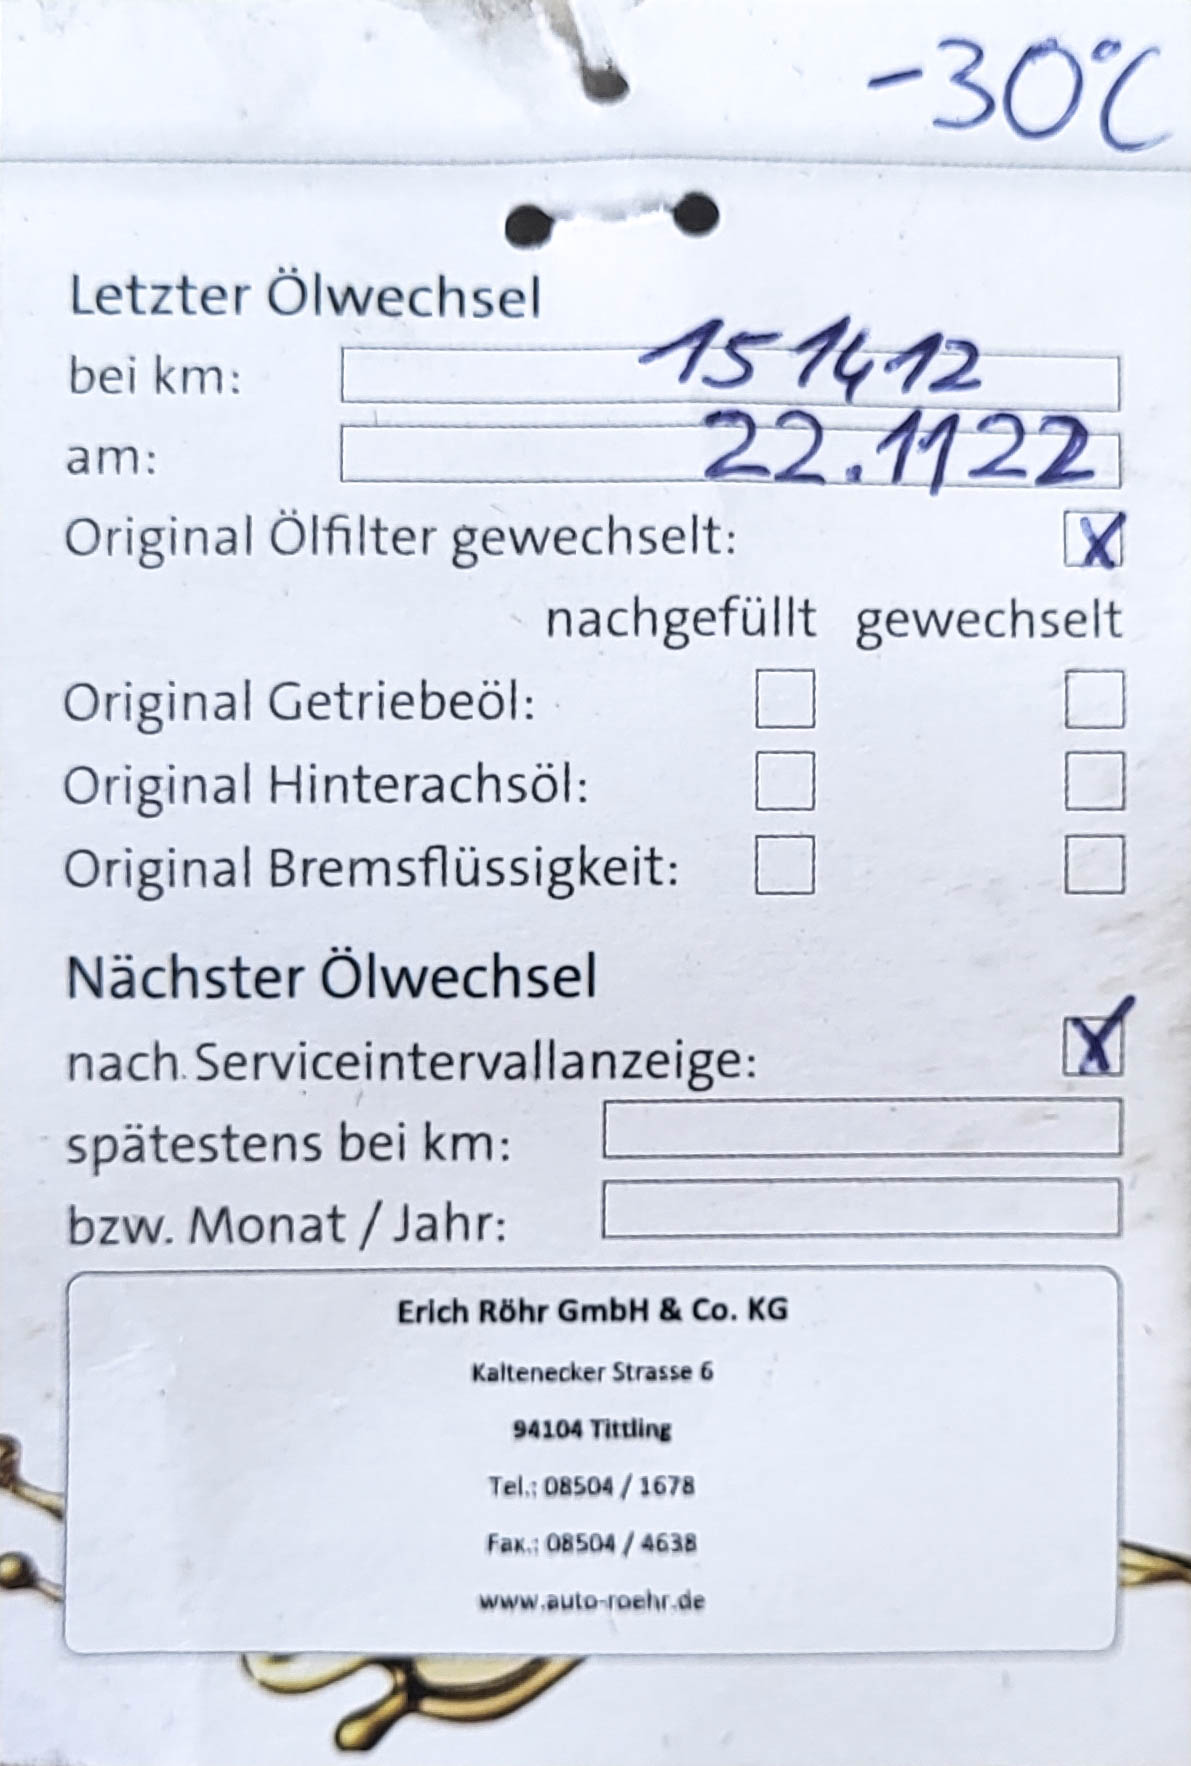 -30°C
Letzter Ölwechsel
bei km: 151412
am: 22.1122
Original Ölfilter gewechselt: X
nachgefüllt gewechselt
Original Getriebeöl:
Original Hinterachsöl:
Original Bremsflüssigkeit:
Nächster Ölwechsel
nach Serviceintervallanzeige: X
spätestens bei km:
bzw. Monat / Jahr:
Erich Röhr GmbH & Co. KG
Kaltenecker Strasse 6
94104 Tittling
Tel.: 08504 / 1678
Fax.: 08504 / 4638
www.auto-roehr.de